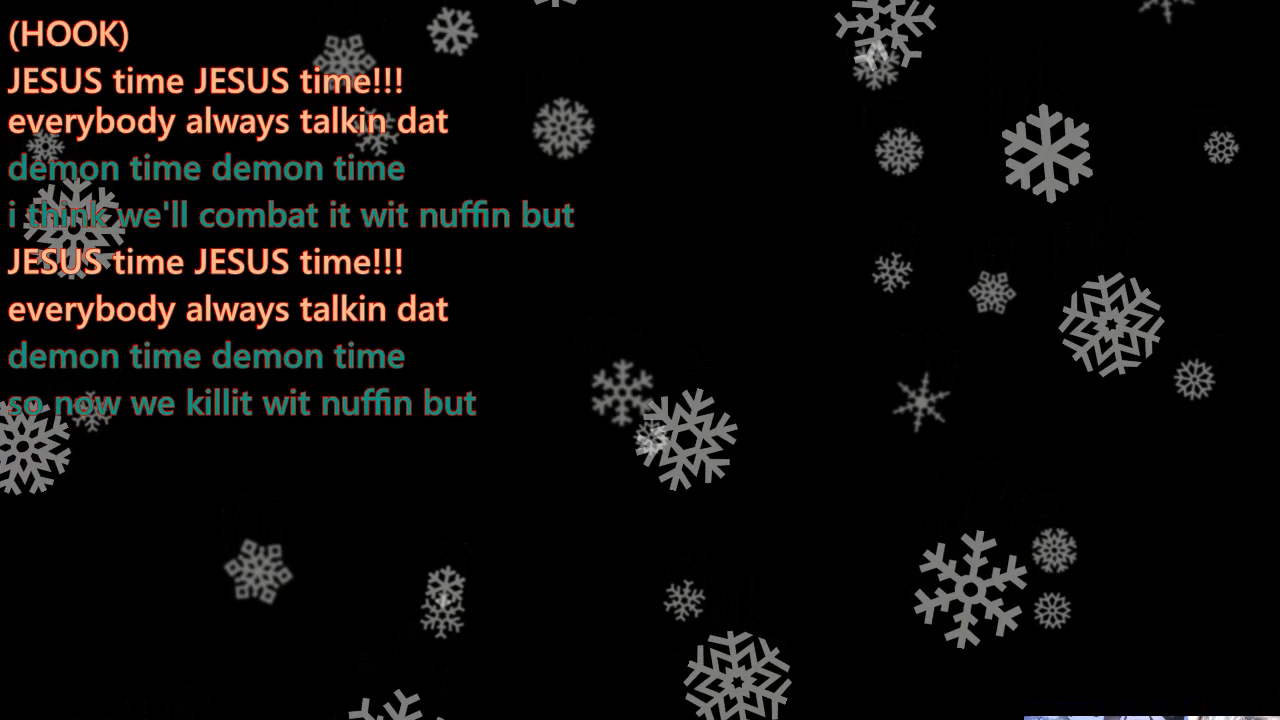 (HOOK)
JESUS time JESUS time!!!
everybody always talkin dat
demon time demon time
i think we'll combat it wit nuffin but
JESUS time JESUS time!!!
everybody always talkin dat
demon time demon time
so now we killit wit nuffin but